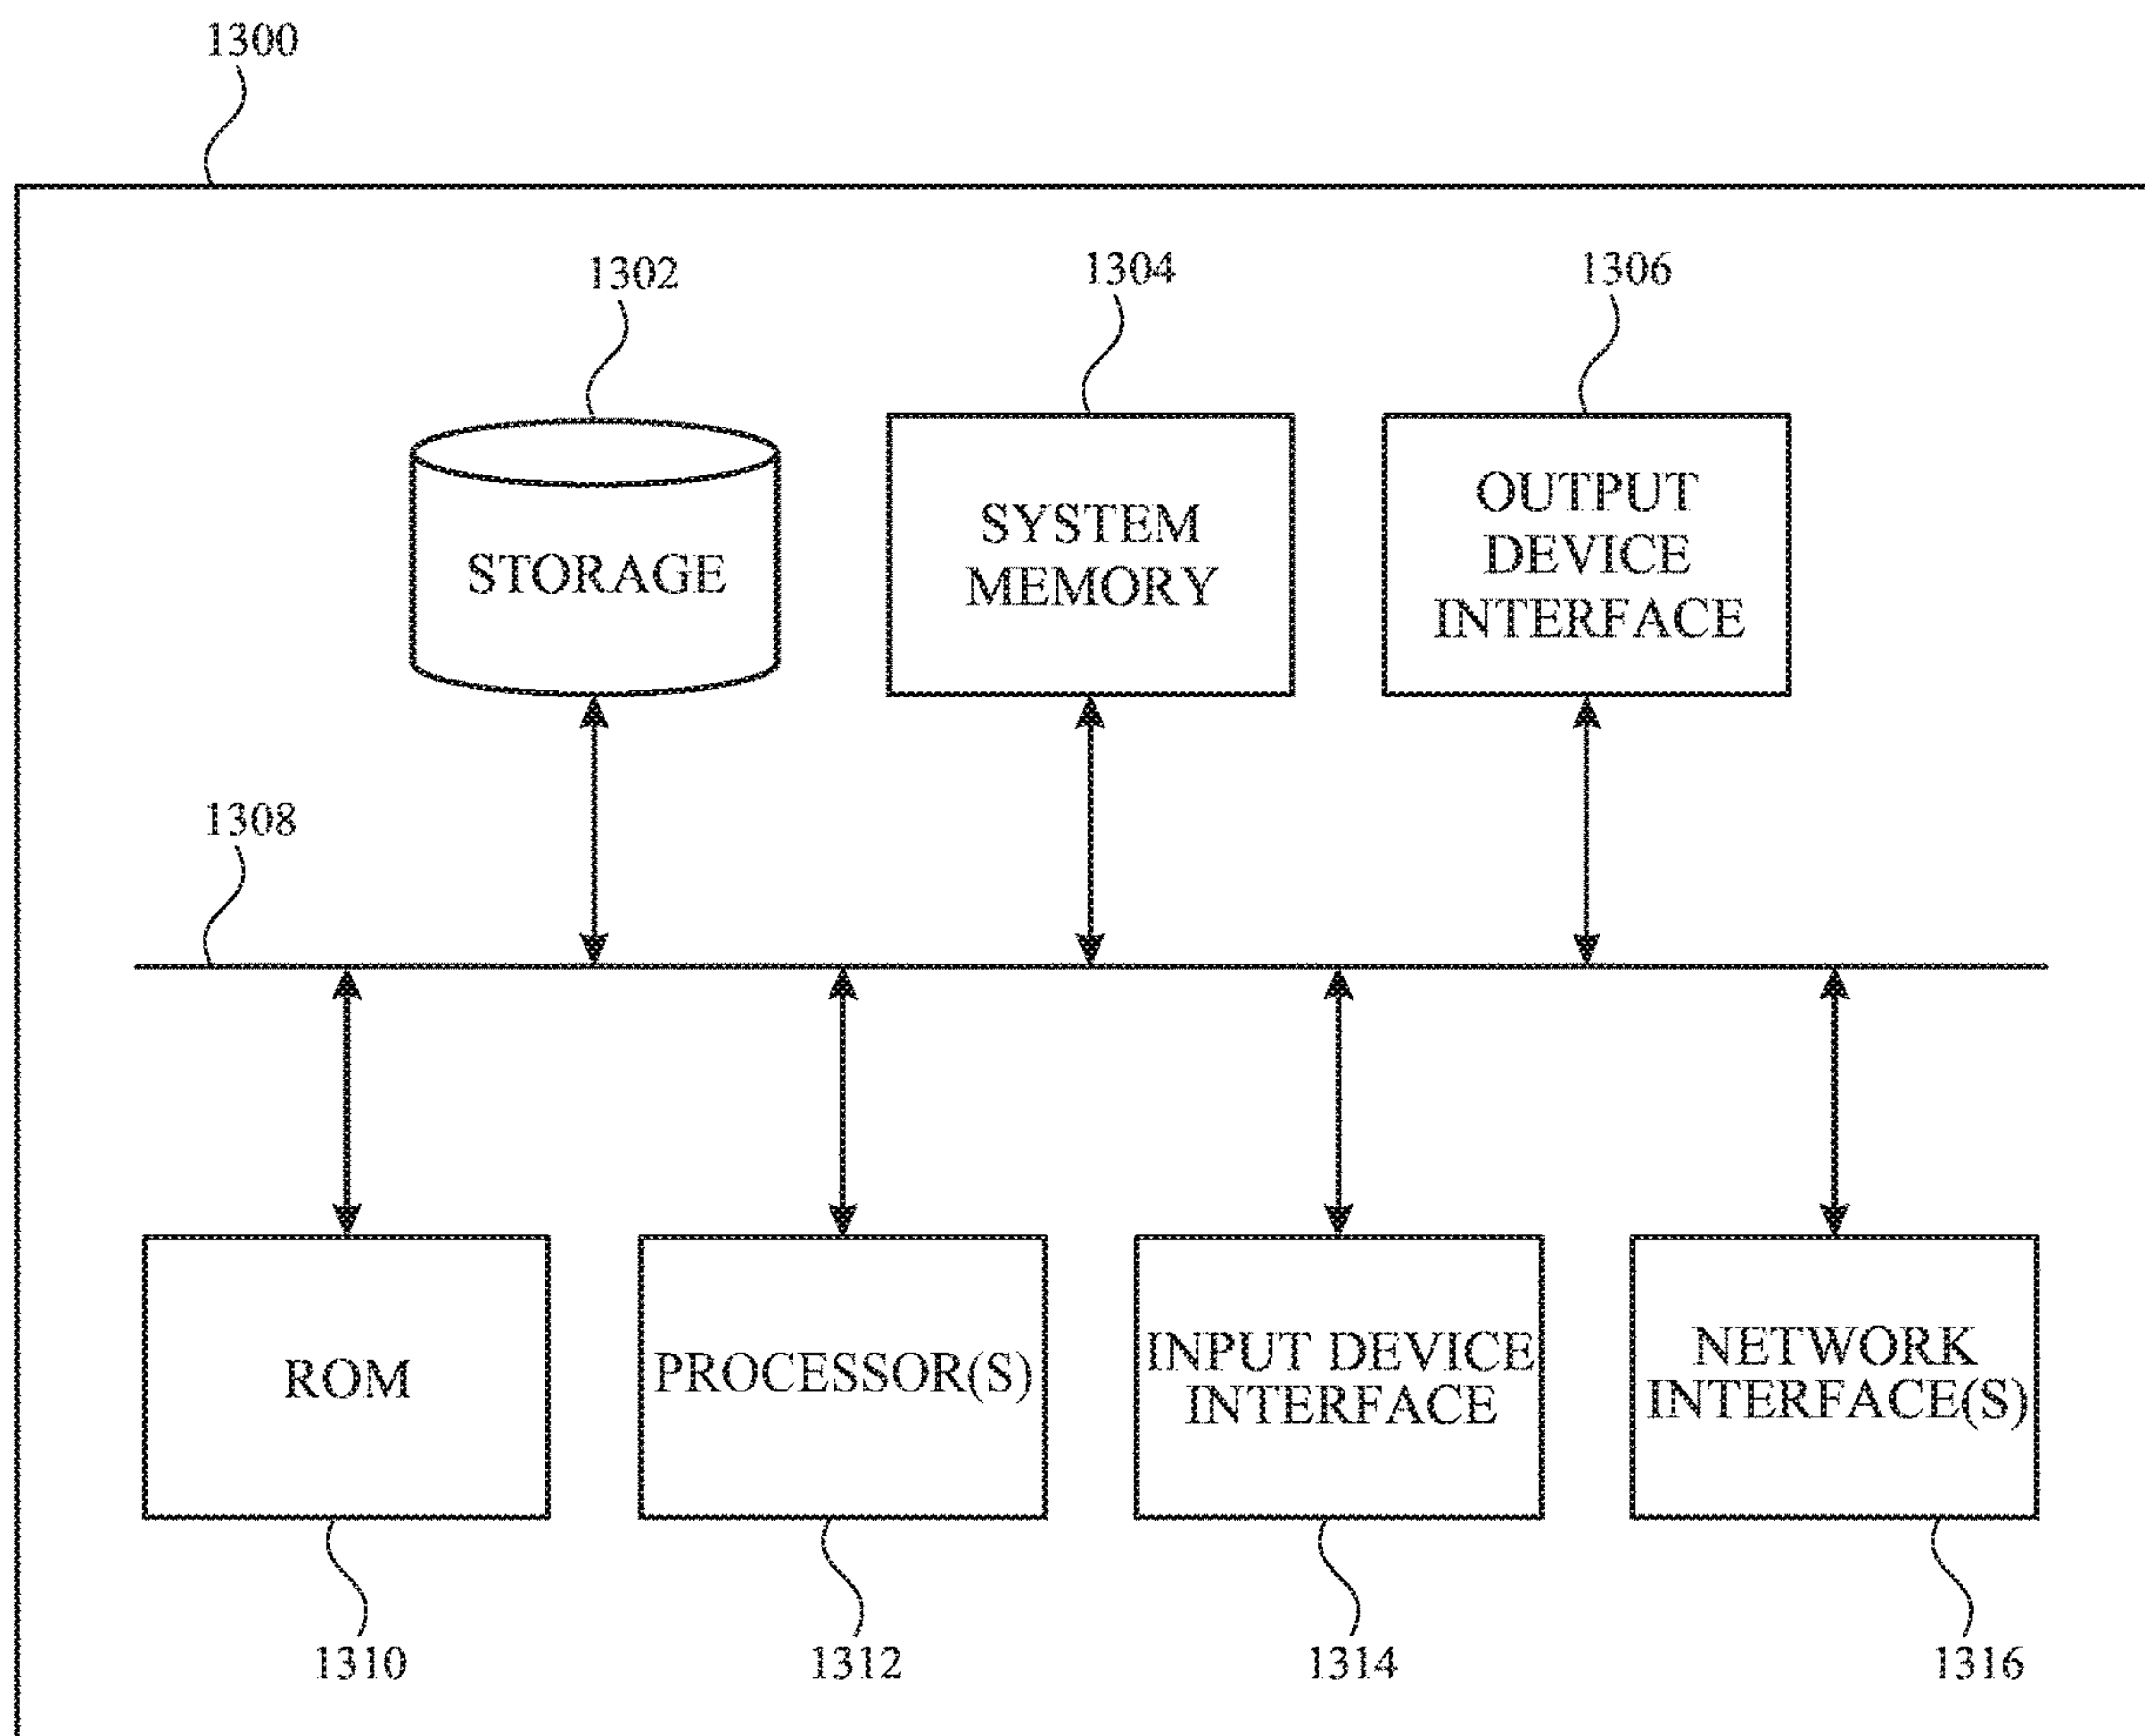 1300
1302
1304
1306
STORAGE
SYSTEM
MEMORY
OUTPUT
DEVICE
INTERFACE
1308
ROM
PROCESSOR(S)
INPUT DEVICE
INTERFACE
NETWORK
INTERFACE(S)
1310
1312
1314
1316